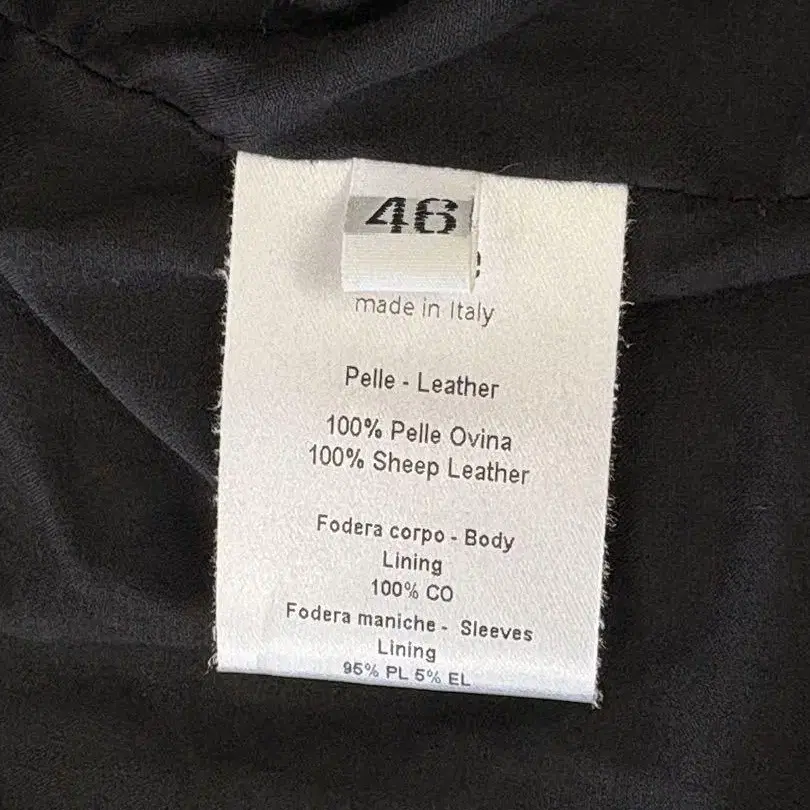 46
made in Italy
Pelle - Leather
100% Pelle Ovina
100% Sheep Leather
Fodera corpo - Body
Lining
100% CO
Fodera maniche - Sleeves
Lining
95% PL 5% EL